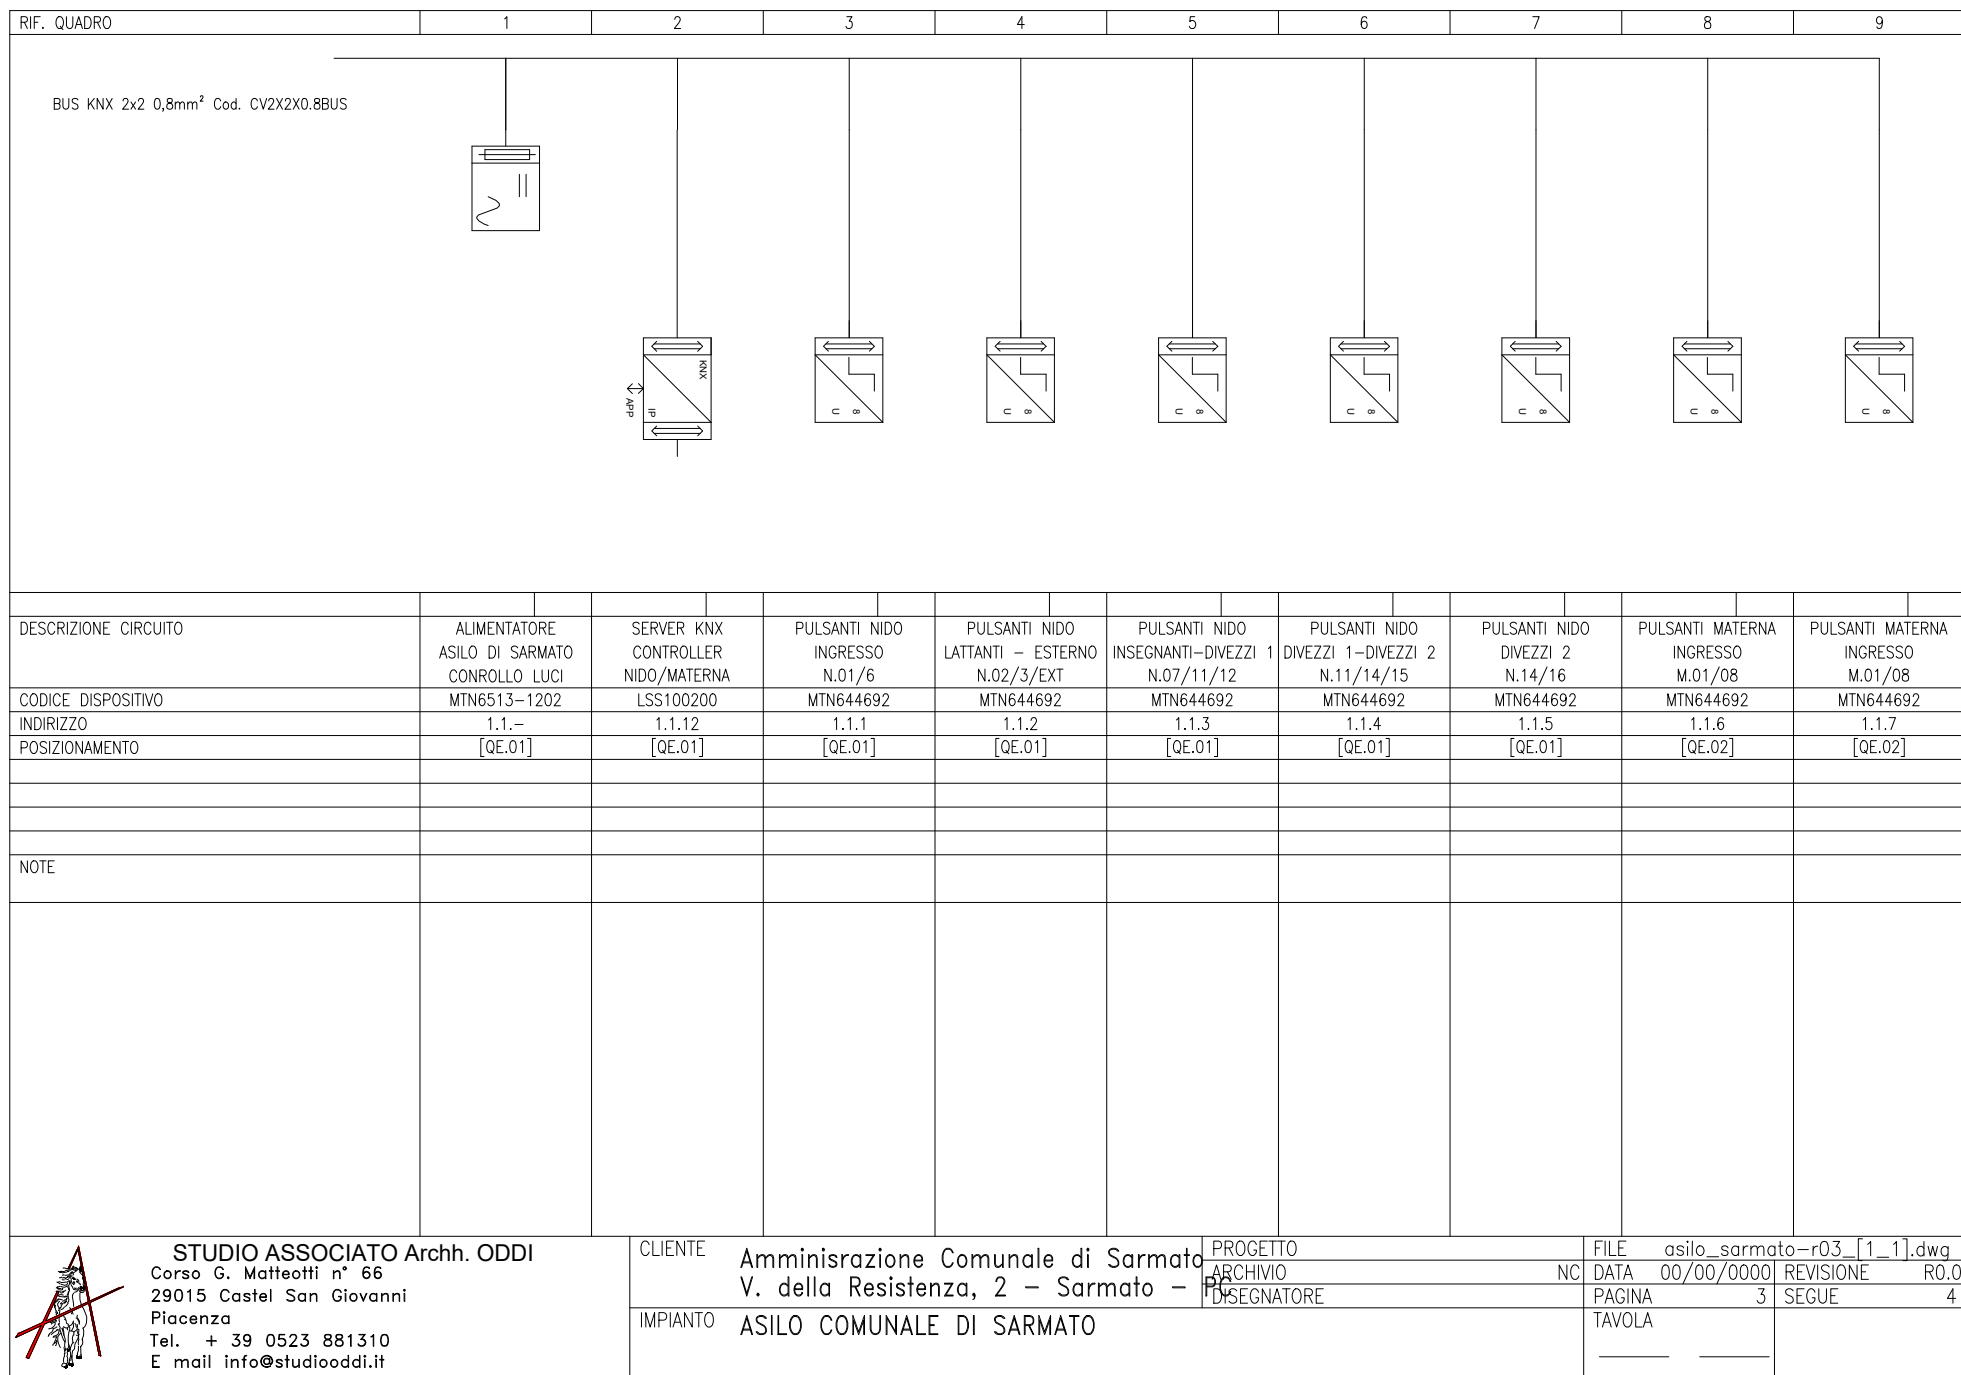 RIF. QUADRO 1 2 3 4 5 6 7 8 9
BUS KNX 2x2 0,8mm² Cod. CV2X2X0.8BUS
KNX
APP
IP
U 8 U 8 U 8 U 8 U 8 U 8 U 8
DESCRIZIONE CIRCUITO ALIMENTATORE SERVER KNX PULSANTI NIDO PULSANTI NIDO PULSANTI NIDO PULSANTI NIDO PULSANTI NIDO PULSANTI MATERNA PULSANTI MATERNA
ASILO DI SARMATO CONTROLLER INGRESSO LATTANTI – ESTERNO INSEGNANTI–DIVEZZI 1 DIVEZZI 1–DIVEZZI 2 DIVEZZI 2 INGRESSO INGRESSO
CONROLLO LUCI NIDO/MATERNA N.01/6 N.02/3/EXT N.07/11/12 N.11/14/15 N.14/16 M.01/08 M.01/08
CODICE DISPOSITIVO MTN6513–1202 LSS100200 MTN644692 MTN644692 MTN644692 MTN644692 MTN644692 MTN644692 MTN644692
INDIRIZZO 1.1.– 1.1.12 1.1.1 1.1.2 1.1.3 1.1.4 1.1.5 1.1.6 1.1.7
POSIZIONAMENTO [QE.01] [QE.01] [QE.01] [QE.01] [QE.01] [QE.01] [QE.01] [QE.02] [QE.02]
NOTE
STUDIO ASSOCIATO Archh. ODDI
Corso G. Matteotti n° 66
29015 Castel San Giovanni
Piacenza
Tel. + 39 0523 881310
E mail info@studiooddi.it
CLIENTE Amminisrazione Comunale di Sarmato
V. della Resistenza, 2 – Sarmato – PC
IMPIANTO ASILO COMUNALE DI SARMATO
PROGETTO
ARCHIVIO NC
DISEGNATORE
FILE asilo_sarmato–r03_[1_1].dwg
DATA 00/00/0000 REVISIONE R0.0
PAGINA 3 SEGUE 4
TAVOLA